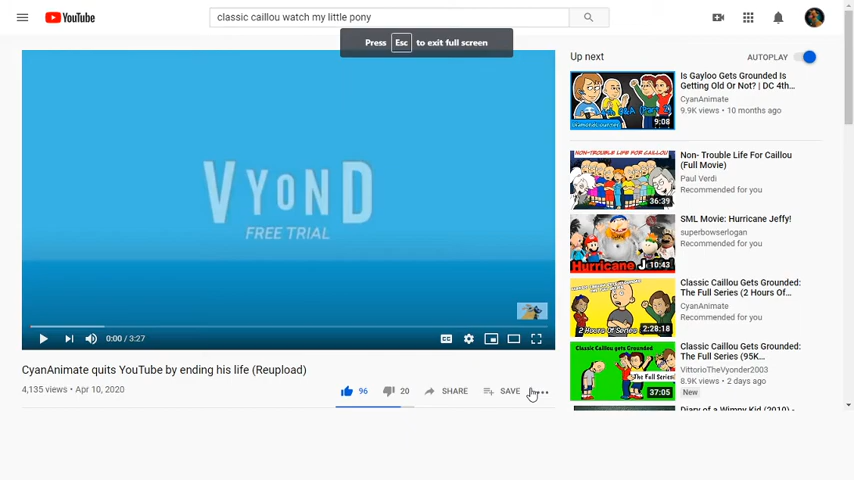 YouTube
classic caillou watch my little pony
Press Esc to exit full screen
VYOND
FREE TRIAL
0:00 / 3:27
CyanAnimate quits YouTube by ending his life (Reupload)
4,135 views • Apr 10, 2020
96
20
SHARE
SAVE
Up next
AUTOPLAY
9:08
Is Gayloo Gets Grounded Is
Getting Old Or Not? | DC 4th...
CyanAnimate
9.9K views • 10 months ago
36:39
Non- Trouble Life For Caillou
(Full Movie)
Paul Verdi
Recommended for you
Hurricane J
10:43
SML Movie: Hurricane Jeffy!
superbowserlogan
Recommended for you
2 Hours Of Series
2:28:18
Classic Caillou Gets Grounded:
The Full Series (2 Hours Of...
CyanAnimate
Recommended for you
Classic Caillou gets Grounded
The Full Series
37:05
Classic Caillou Gets Grounded:
The Full Series (95K...
VittorioTheVyonder2003
8.9K views • 2 days ago
New
Diary of a Wimpy Kid (2010) -